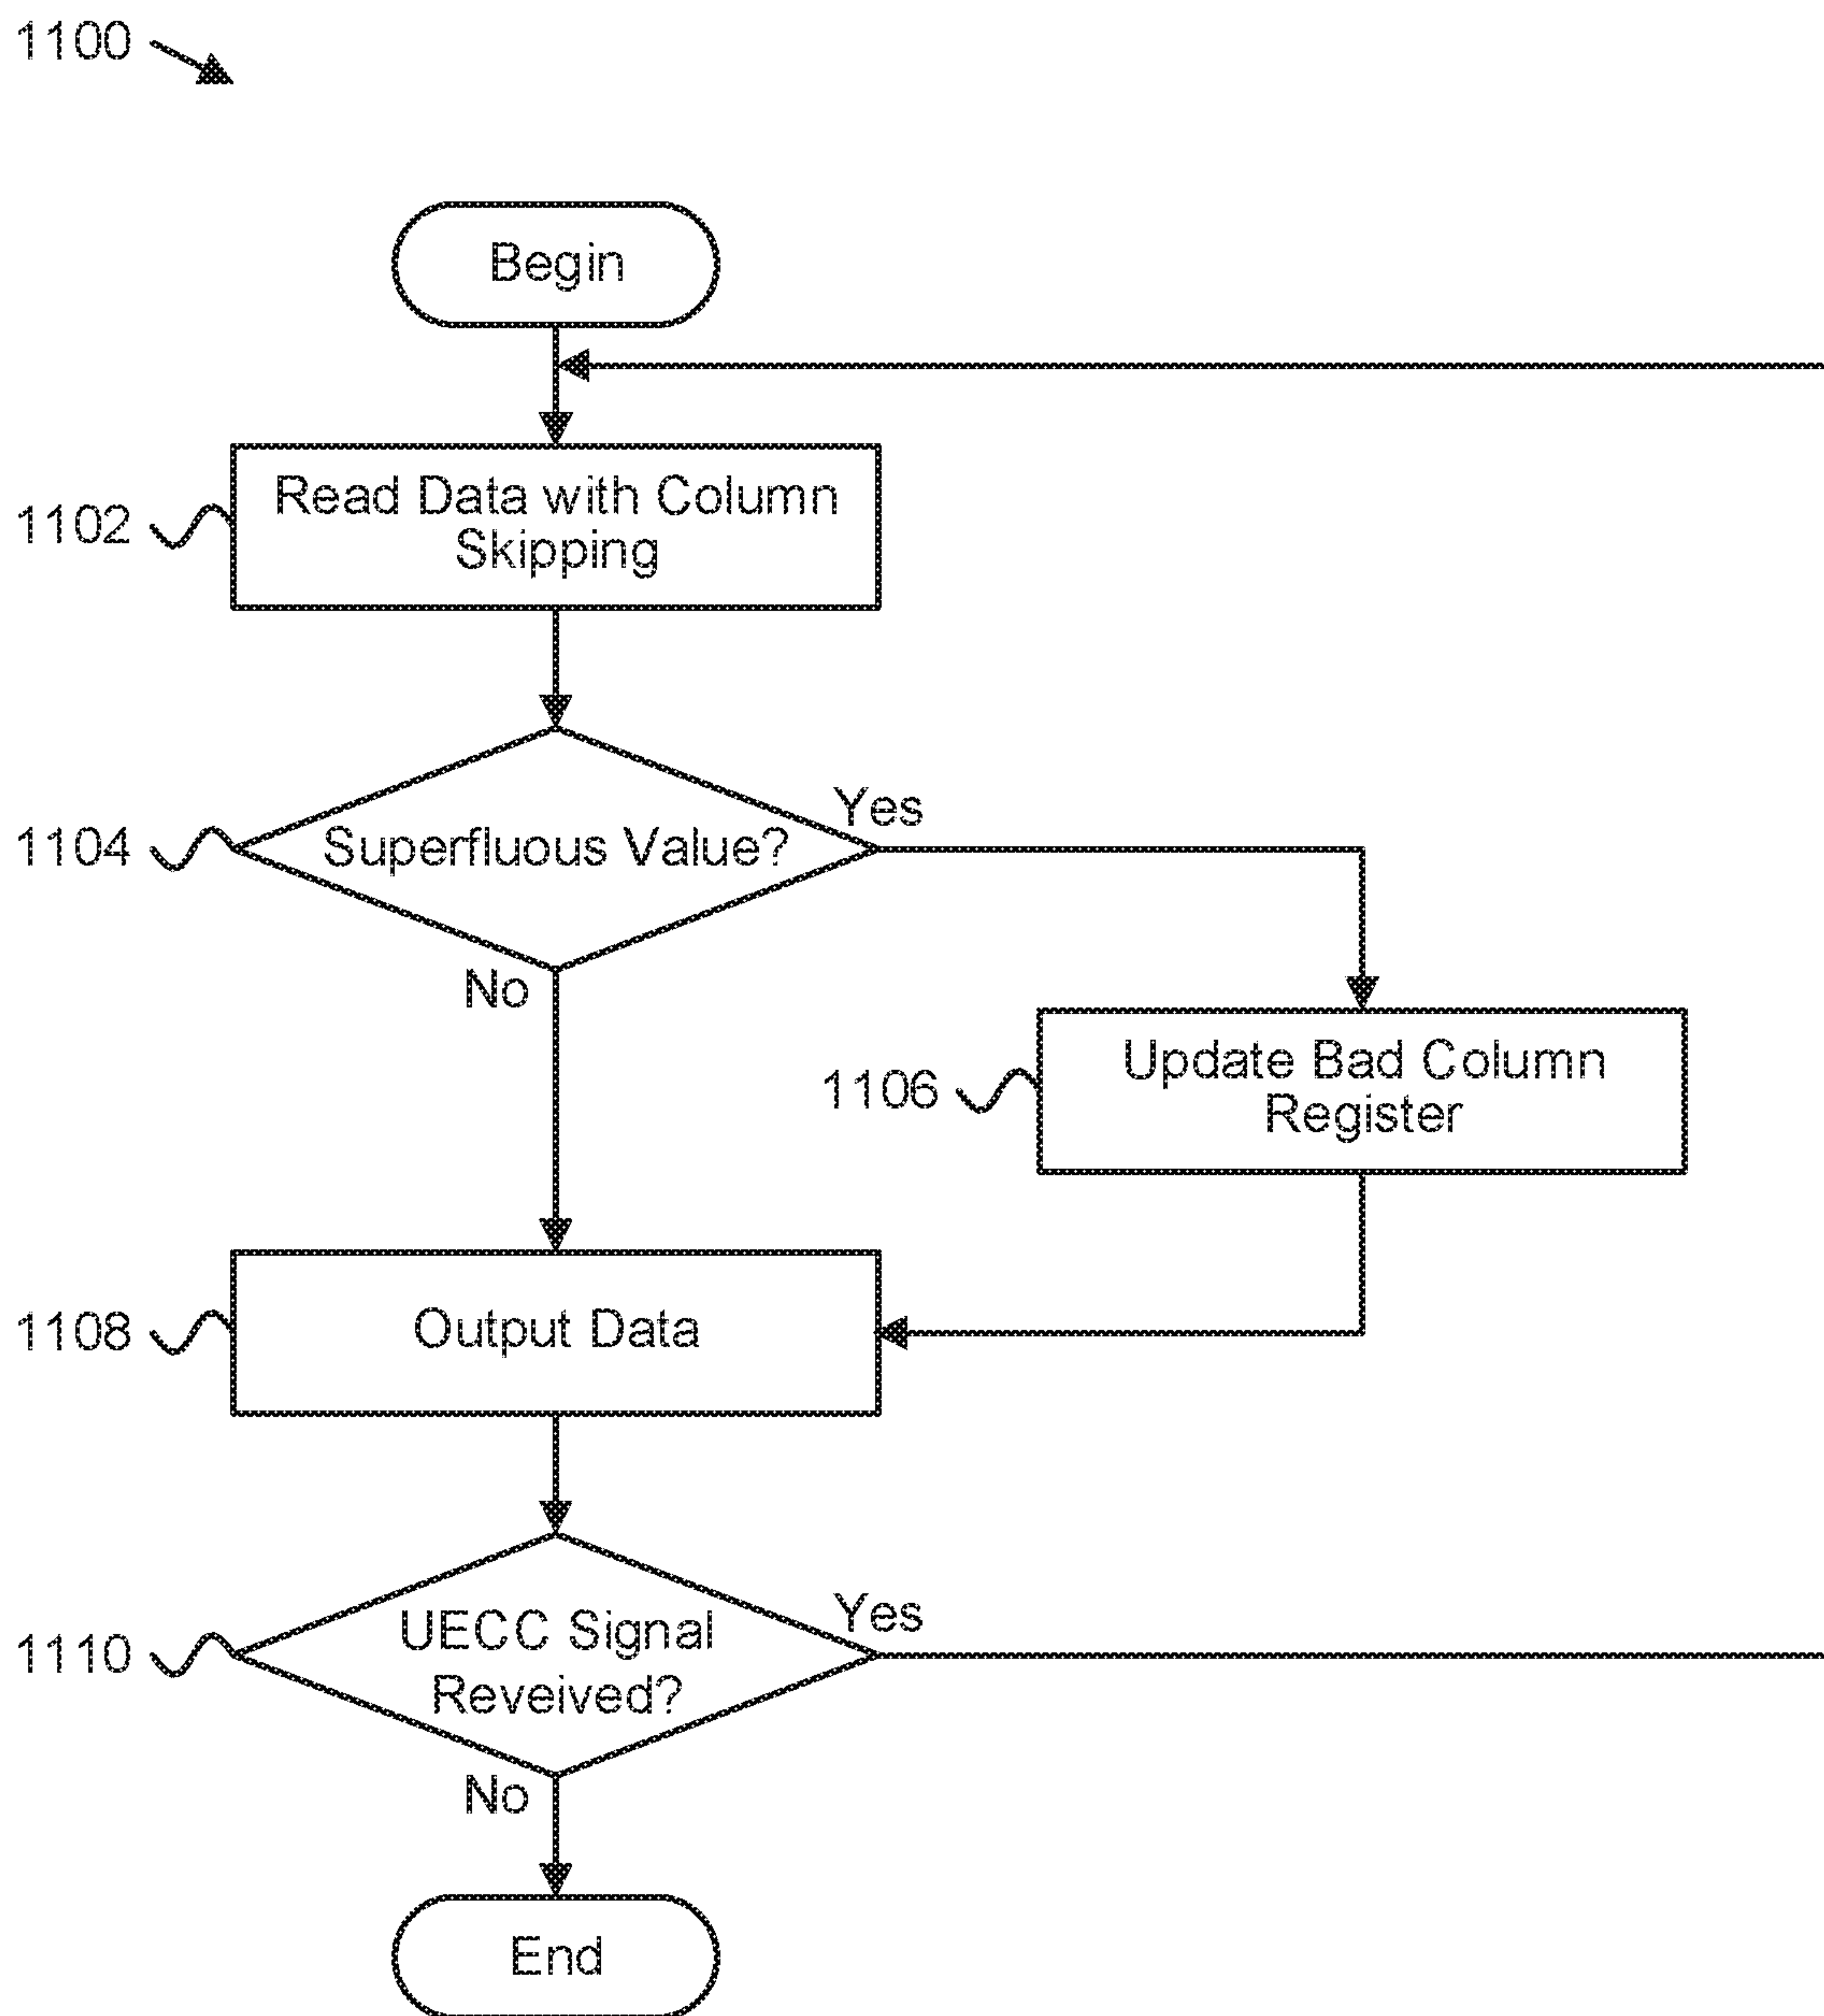 1100
Begin
1102
Read Data with Column
Skipping
1104
Superfluous Value?
Yes
No
1106
Update Bad Column
Register
1108
Output Data
1110
UECC Signal
Reveived?
Yes
No
End